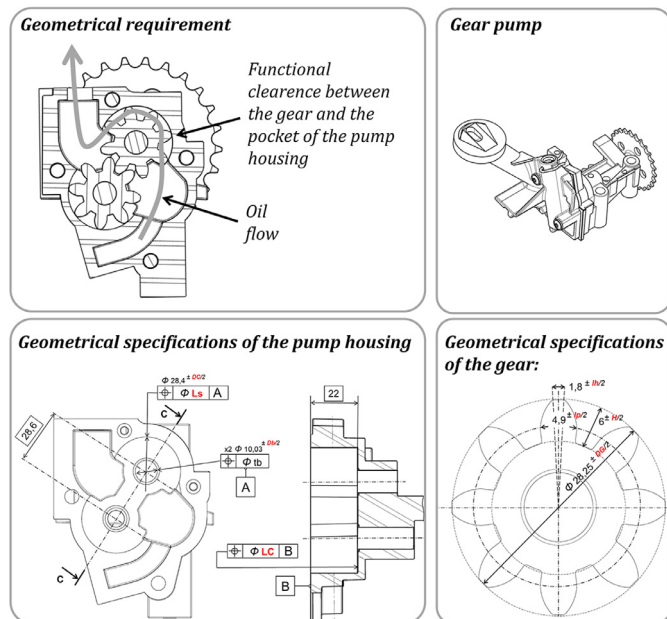 Geometrical requirement
Functional
clearence between
the gear and the
pocket of the pump
housing
Oil
flow
Gear pump
Geometrical specifications of the pump housing
Φ 28,4 ± DC/2
Φ Ls A
C
28,6
x2 Φ 10,03 ± Db/2
Φ tb
A
Φ LC B
C
22
B
Geometrical specifications
of the gear:
1,8 ± lh/2
4,9 ± lp/2
6 ± H/2
Φ 28,25 ± DG/2